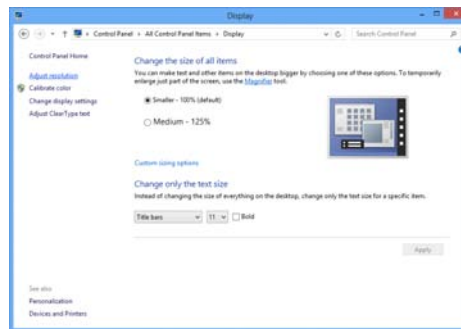 Display
Control Panel › All Control Panel Items › Display
Search Control Panel
Control Panel Home
Adjust resolution
Calibrate color
Change display settings
Adjust ClearType text
Change the size of all items
You can make text and other items on the desktop bigger by choosing one of these options. To temporarily
enlarge just part of the screen, use the Magnifier tool.
Smaller - 100% (default)
Medium - 125%
Custom sizing options
Change only the text size
Instead of changing the size of everything on the desktop, change only the text size for a specific item.
Title bars 11 Bold
Apply
See also
Personalization
Devices and Printers